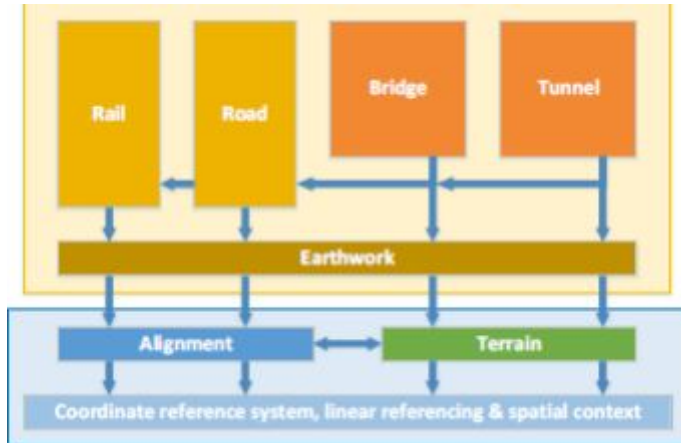 Rail
Road
Bridge
Tunnel
Earthwork
Alignment
Terrain
Coordinate reference system, linear referencing & spatial context